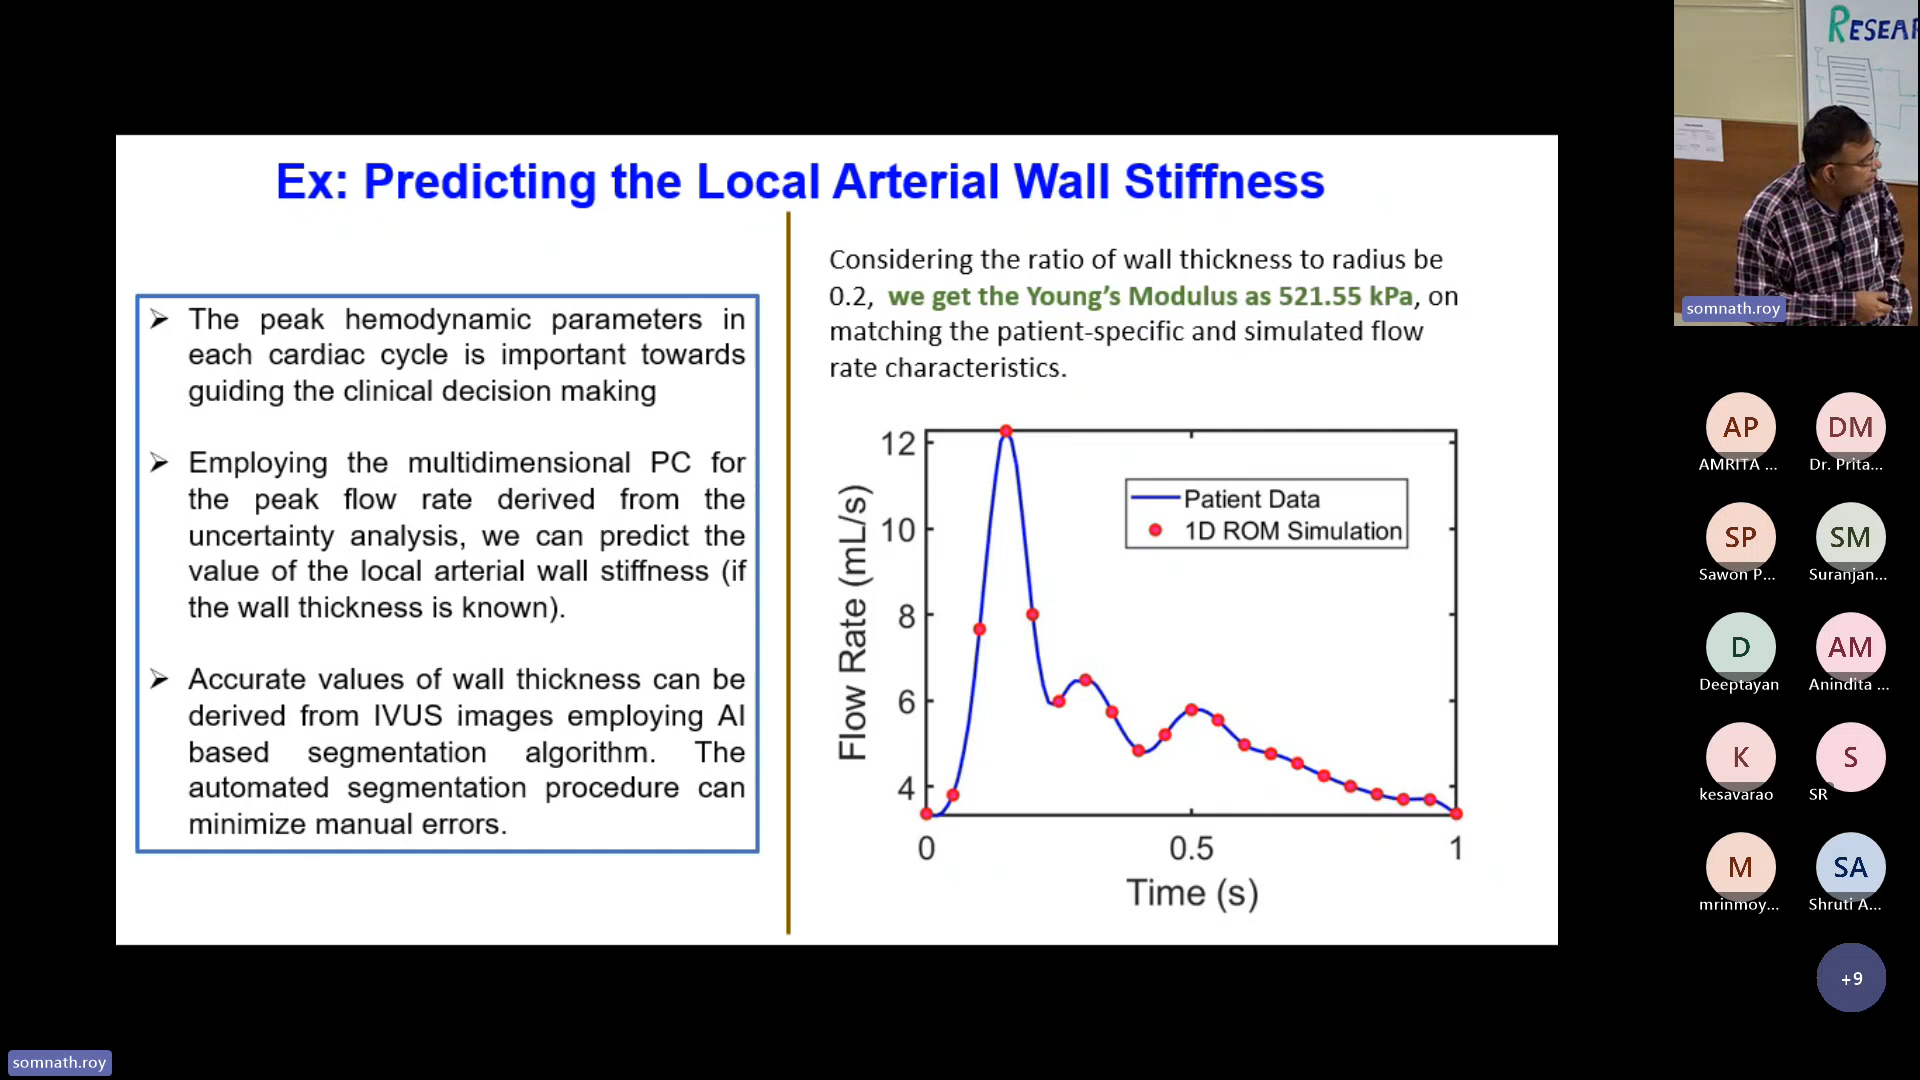 Ex: Predicting the Local Arterial Wall Stiffness
➢ The peak hemodynamic parameters in
each cardiac cycle is important towards
guiding the clinical decision making
➢ Employing the multidimensional PC for
the peak flow rate derived from the
uncertainty analysis, we can predict the
value of the local arterial wall stiffness (if
the wall thickness is known).
➢ Accurate values of wall thickness can be
derived from IVUS images employing AI
based segmentation algorithm. The
automated segmentation procedure can
minimize manual errors.
Considering the ratio of wall thickness to radius be
0.2, we get the Young's Modulus as 521.55 kPa, on
matching the patient-specific and simulated flow
rate characteristics.
Flow Rate (mL/s)
12
10
8
6
4
Patient Data
1D ROM Simulation
0 0.5 1
Time (s)
RESEAR
somnath.roy
AP DM
AMRITA ... Dr. Prita...
SP SM
Sawon P... Suranjan...
D AM
Deeptayan Anindita ...
K S
kesavarao SR
M SA
mrinmoy... Shruti A...
+9
somnath.roy